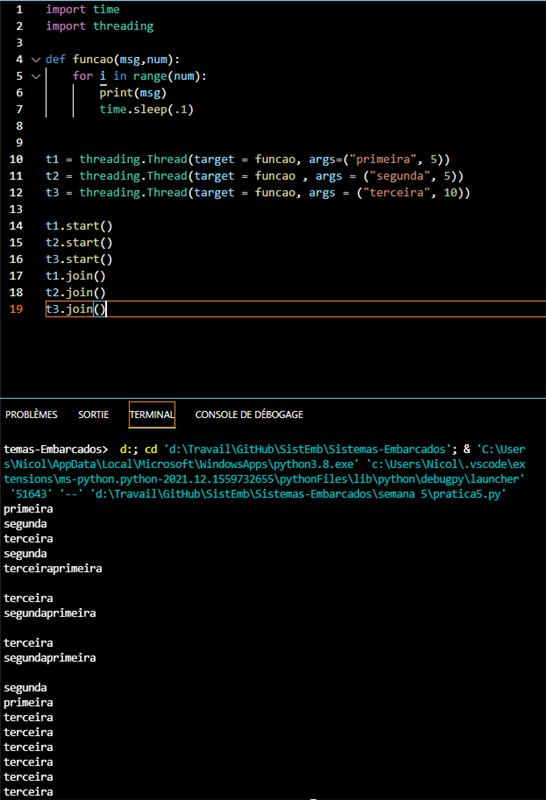 1 import time
2 import threading
3
4 def funcao(msg,num):
5     for i in range(num):
6         print(msg)
7         time.sleep(.1)
8
9
10 t1 = threading.Thread(target = funcao, args=("primeira", 5))
11 t2 = threading.Thread(target = funcao , args = ("segunda", 5))
12 t3 = threading.Thread(target = funcao, args = ("terceira", 10))
13
14 t1.start()
15 t2.start()
16 t3.start()
17 t1.join()
18 t2.join()
19 t3.join()
PROBLÈMES SORTIE TERMINAL CONSOLE DE DÉBOGAGE
temas-Embarcados> d:; cd 'd:\Travail\GitHub\SistEmb\Sistemas-Embarcados'; & 'C:\User
s\Nicol\AppData\Local\Microsoft\WindowsApps\python3.8.exe' 'c:\Users\Nicol\.vscode\ex
tensions\ms-python.python-2021.12.1559732655\pythonFiles\lib\python\debugpy\launcher'
'51643' '--' 'd:\Travail\GitHub\SistEmb\Sistemas-Embarcados\semana 5\pratica5.py'
primeira
segunda
terceira
segunda
terceiraprimeira

terceira
segundaprimeira

terceira
segundaprimeira

segunda
primeira
terceira
terceira
terceira
terceira
terceira
terceira